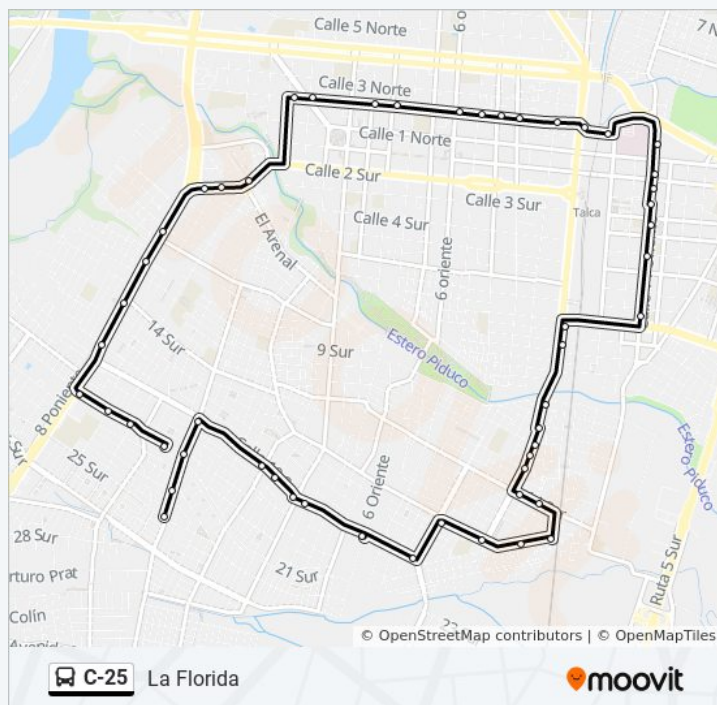 Calle 5 Norte
6 o
7 N
Calle 3 Norte
Calle 1 Norte
Calle 2 Sur
Calle 3 Sur
Talca
Calle 4 Sur
El Arenal
6 oriente
14 Sur
9 Sur
Estero Piduco
8 Poniente
25 Sur
6 Oriente
Estero Piduco
28 Sur
21 Sur
Ruta 5 Sur
rturo Prat
Colín
Avenid
© OpenStreetMap contributors | © OpenMapTiles
C-25 La Florida
moovit